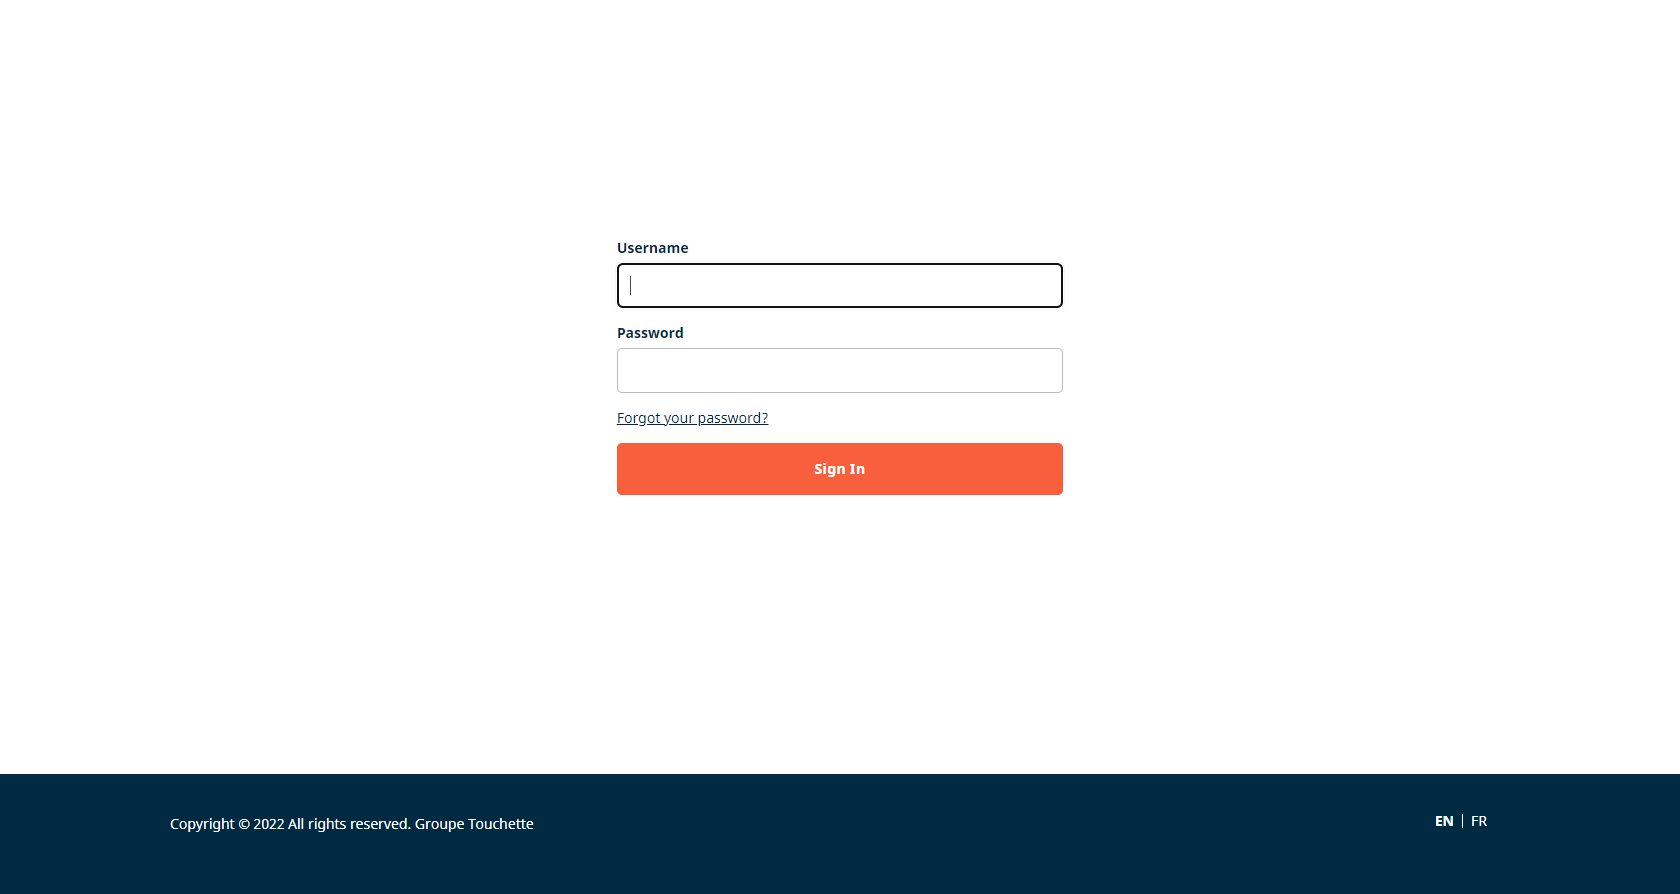 Username
Password
Forgot your password?
Sign In
Copyright © 2022 All rights reserved. Groupe Touchette
EN | FR